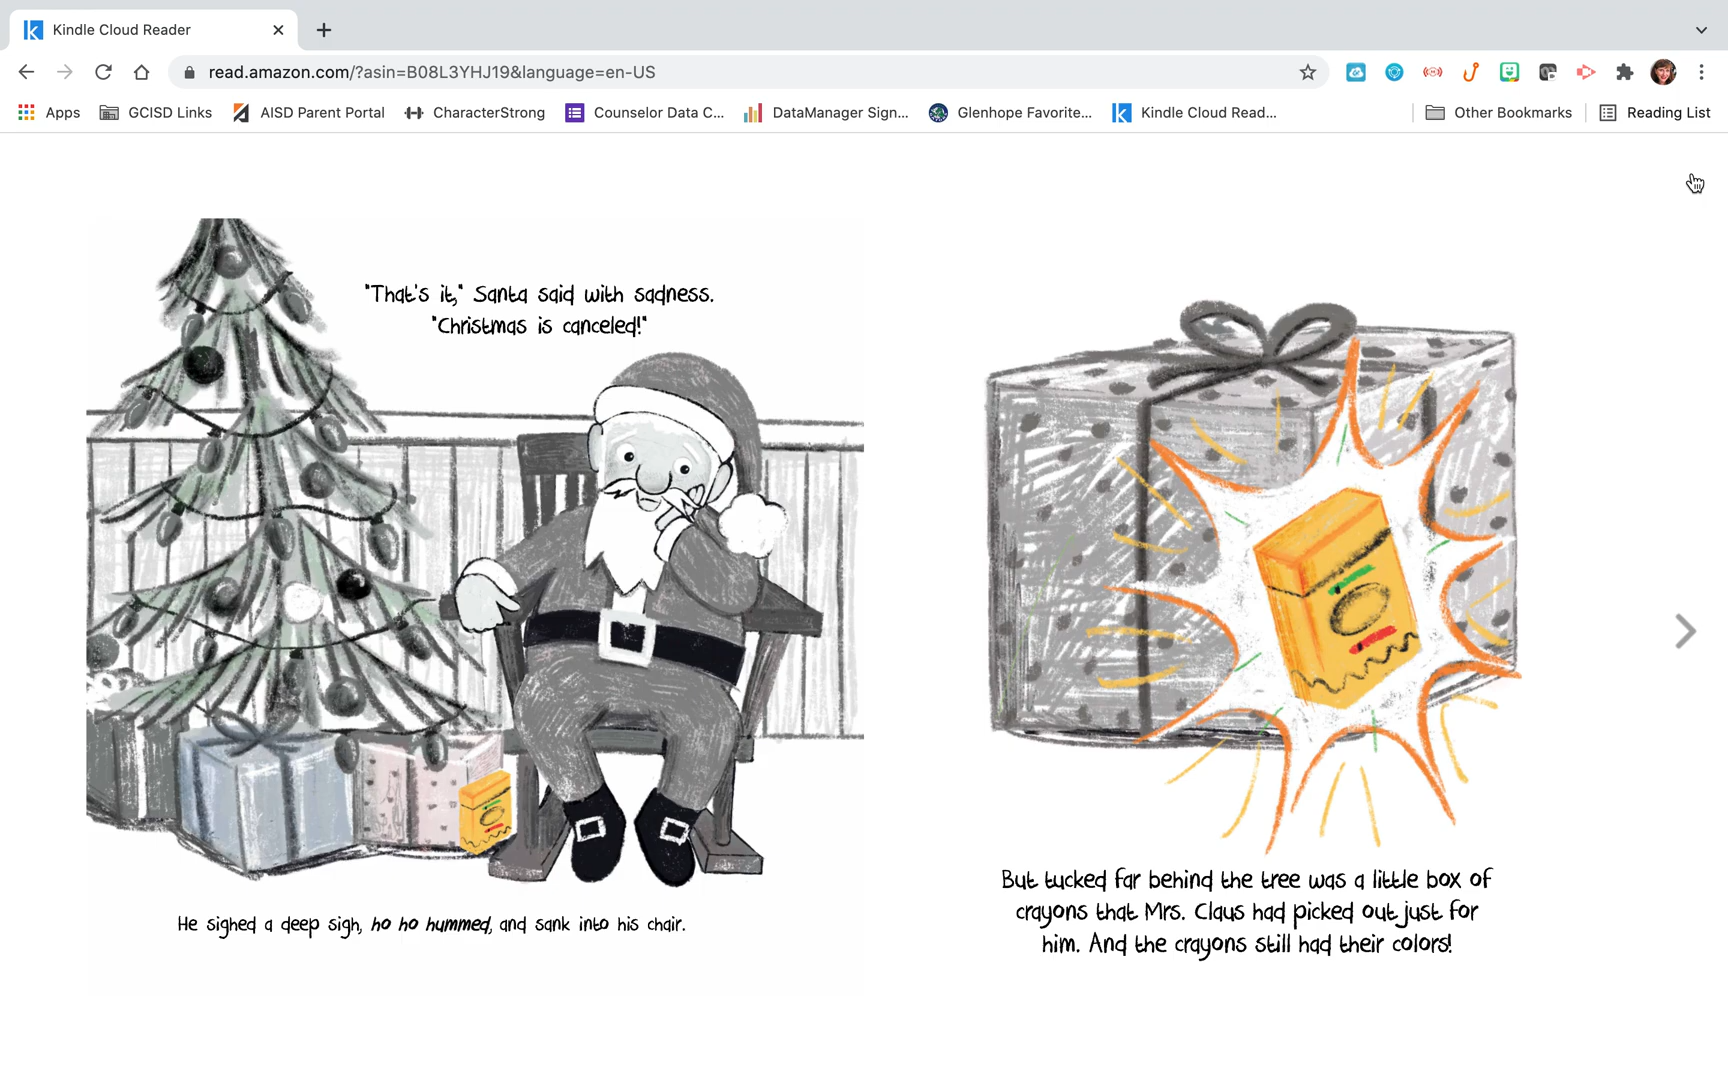 Kindle Cloud Reader
read.amazon.com/?asin=B08L3YHJ19&language=en-US
Apps GCISD Links AISD Parent Portal CharacterStrong Counselor Data C... DataManager Sign... Glenhope Favorite... Kindle Cloud Read... Other Bookmarks Reading List
"That's it," Santa said with sadness.
"Christmas is canceled!"
He sighed a deep sigh, ho ho hummed, and sank into his chair.
But tucked far behind the tree was a little box of
crayons that Mrs. Claus had picked out just for
him. And the crayons still had their colors!